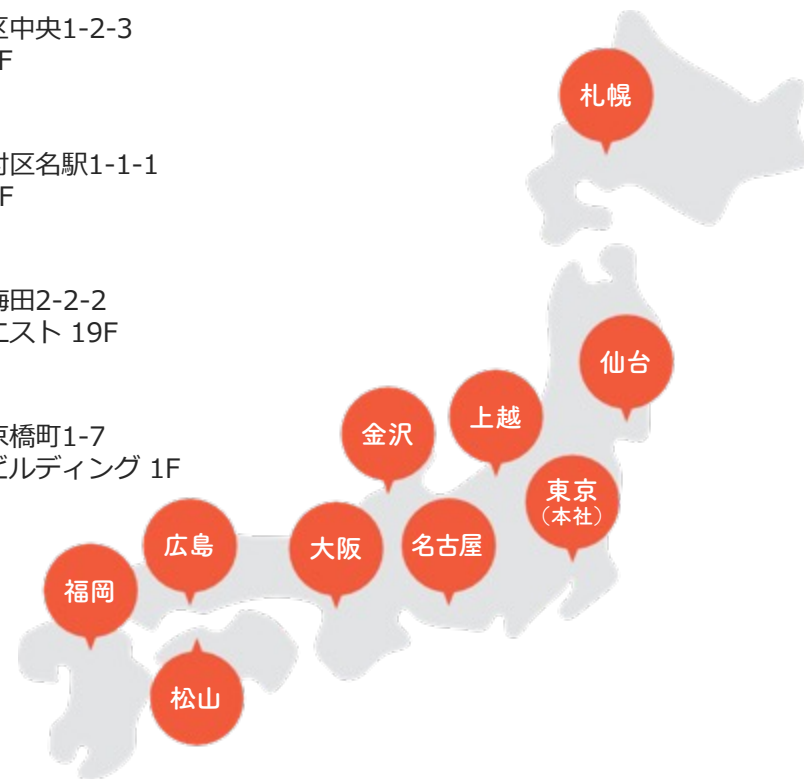 区中央1-2-3
F
村区名駅1-1-1
F
梅田2-2-2
エスト 19F
京橋町1-7
ビルディング 1F
札幌
仙台
上越
金沢
東京
（本社）
広島
大阪
名古屋
福岡
松山